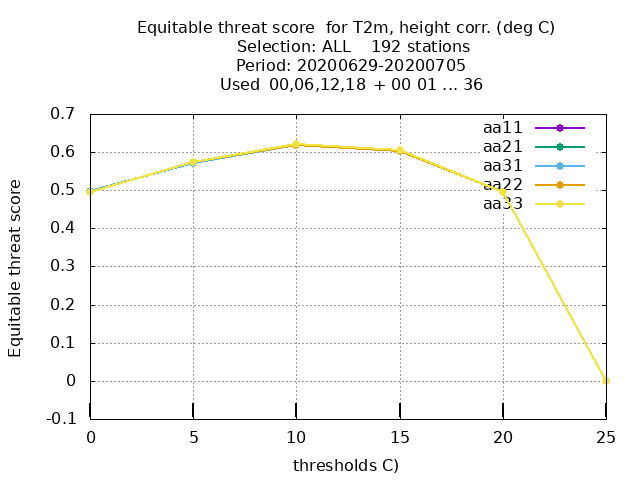 Equitable threat score  for T2m, height corr. (deg C)
Selection: ALL    192 stations
Period: 20200629-20200705
Used  00,06,12,18  + 00 01 ... 36
0.7
0.6
0.5
0.4
0.3
0.2
0.1
0
-0.1
Equitable threat score
aa11
aa21
aa31
aa22
aa33
0 5 10 15 20 25
thresholds C)